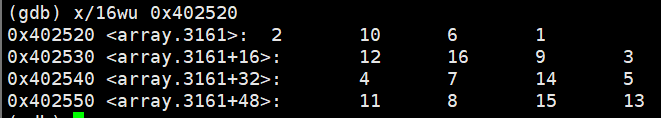 (gdb) x/16wu 0x402520
0x402520 <array.3161>: 2 10 6 1
0x402530 <array.3161+16>: 12 16 9 3
0x402540 <array.3161+32>: 4 7 14 5
0x402550 <array.3161+48>: 11 8 15 13